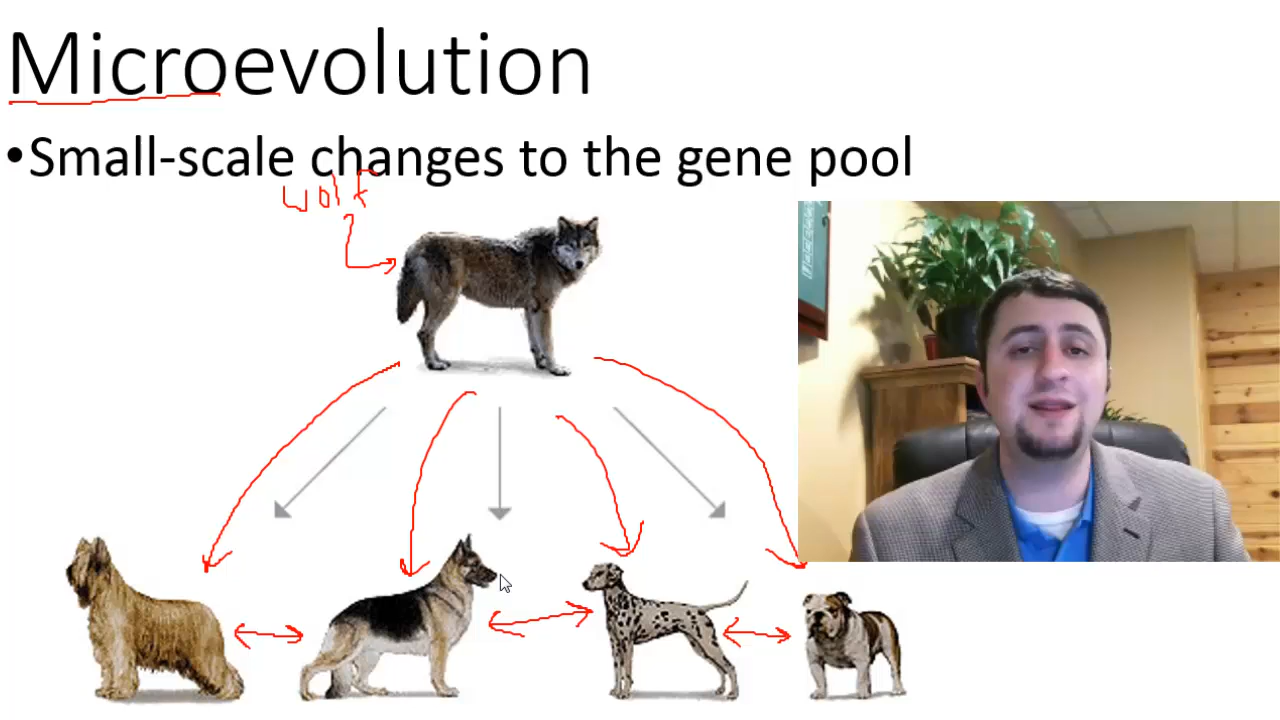 Microevolution
•Small-scale changes to the gene pool
wolf